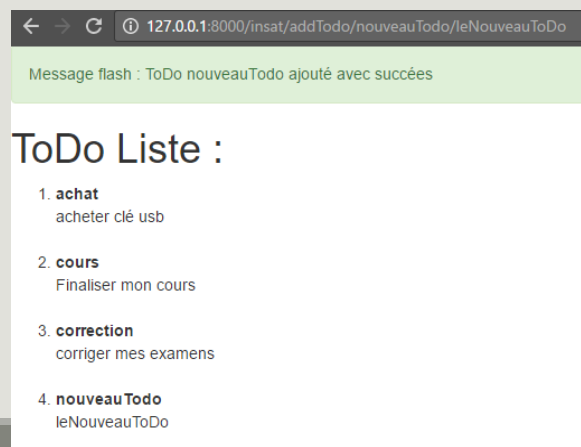 127.0.0.1:8000/insat/addTodo/nouveauTodo/leNouveauToDo
Message flash : ToDo nouveauTodo ajouté avec succées
ToDo Liste :
1. achat
acheter clé usb
2. cours
Finaliser mon cours
3. correction
corriger mes examens
4. nouveauTodo
leNouveauToDo